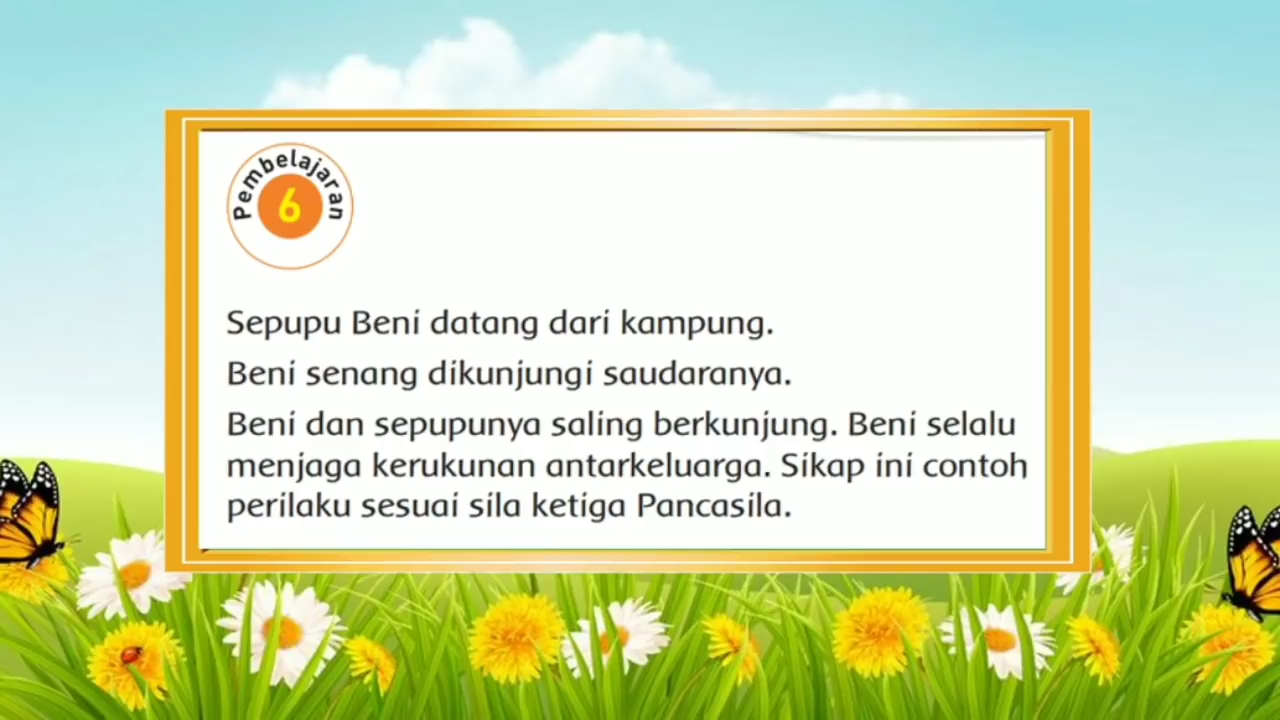 Pembelajaran
6
Sepupu Beni datang dari kampung.
Beni senang dikunjungi saudaranya.
Beni dan sepupunya saling berkunjung. Beni selalu
menjaga kerukunan antarkeluarga. Sikap ini contoh
perilaku sesuai sila ketiga Pancasila.